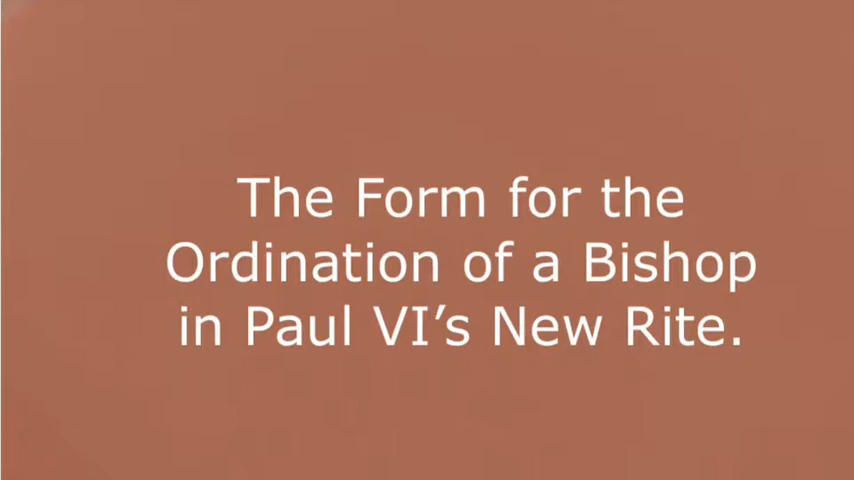 The Form for the
Ordination of a Bishop
in Paul VI’s New Rite.